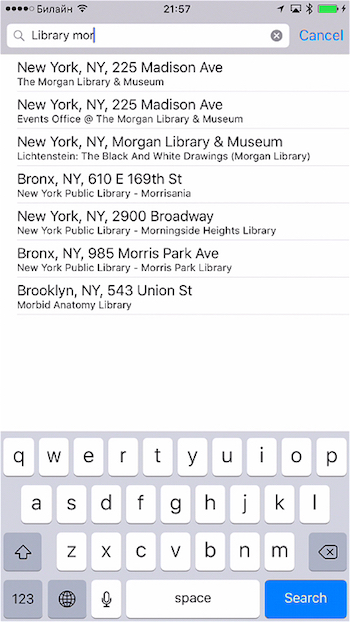 Билайн 21:57
Library mor Cancel
New York, NY, 225 Madison Ave
The Morgan Library & Museum
New York, NY, 225 Madison Ave
Events Office @ The Morgan Library & Museum
New York, NY, Morgan Library & Museum
Lichtenstein: The Black And White Drawings (Morgan Library)
Bronx, NY, 610 E 169th St
New York Public Library - Morrisania
New York, NY, 2900 Broadway
New York Public Library - Morningside Heights Library
Bronx, NY, 985 Morris Park Ave
New York Public Library - Morris Park Library
Brooklyn, NY, 543 Union St
Morbid Anatomy Library
q w e r t y u i o p
a s d f g h j k l
z x c v b n m
123 space Search